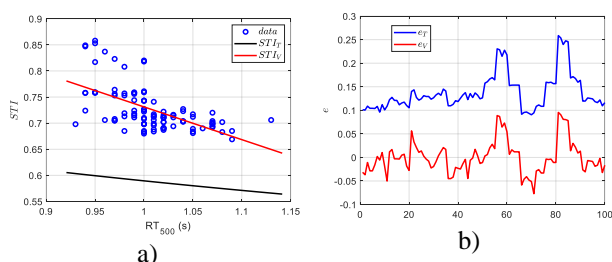 0.9
0.85
0.8
0.75
0.7
0.65
0.6
0.55
STI
data
STI_T
STI_V
0.9 0.95 1 1.05 1.1 1.15
RT_500 (s)
a)
0.3
0.25
0.2
0.15
0.1
0.05
0
-0.05
-0.1
e
e_T
e_V
0 20 40 60 80 100
b)